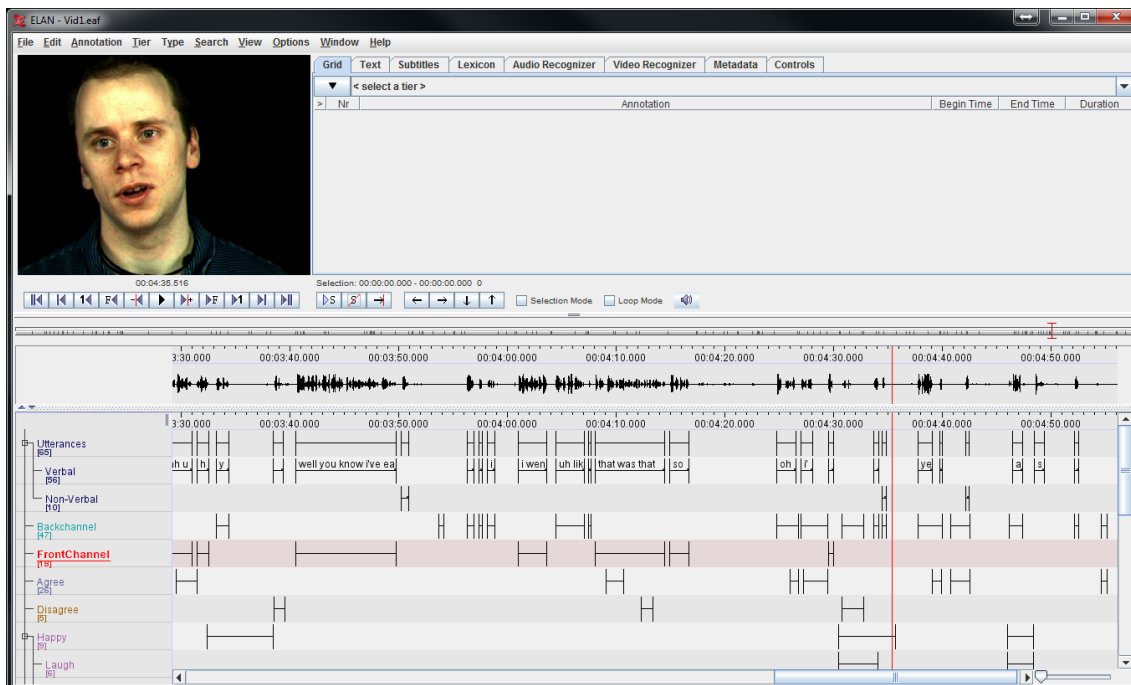 ELAN - Vid1.eaf
File Edit Annotation Tier Type Search View Options Window Help
Grid Text Subtitles Lexicon Audio Recognizer Video Recognizer Metadata Controls
< select a tier >
> Nr Annotation Begin Time End Time Duration
00:04:35.516
Selection: 00:00:00.000 - 00:00:00.000 0
1 F F 1 S S Selection Mode Loop Mode
3:30.000 00:03:40.000 00:03:50.000 00:04:00.000 00:04:10.000 00:04:20.000 00:04:30.000 00:04:40.000 00:04:50.000
3:30.000 00:03:40.000 00:03:50.000 00:04:00.000 00:04:10.000 00:04:20.000 00:04:30.000 00:04:40.000 00:04:50.000
Utterances
[65]
Verbal h y well you know i've ea i i wen uh lik that was that so oh i' ye a s
[56]
Non-Verbal
[10]
Backchannel
[47]
FrontChannel
[18]
Agree
[26]
Disagree
[5]
Happy
[9]
Laugh
[6]